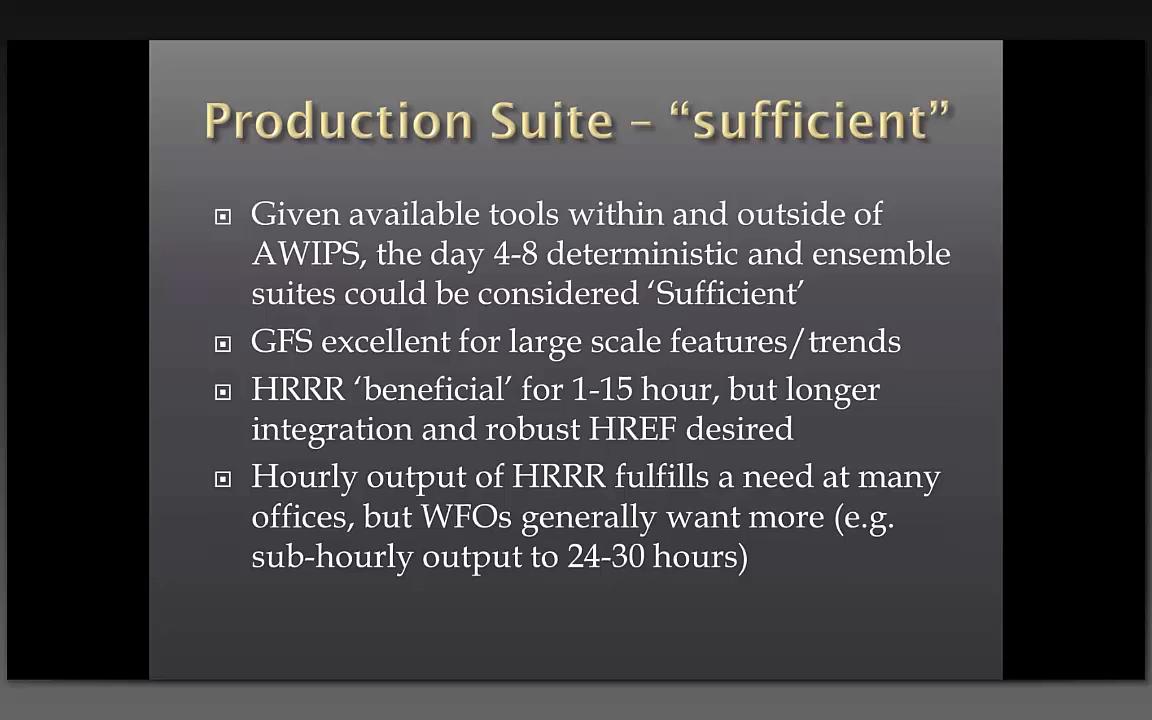 Production Suite – “sufficient”
Given available tools within and outside of
AWIPS, the day 4-8 deterministic and ensemble
suites could be considered ‘Sufficient’
GFS excellent for large scale features/trends
HRRR ‘beneficial’ for 1-15 hour, but longer
integration and robust HREF desired
Hourly output of HRRR fulfills a need at many
offices, but WFOs generally want more (e.g.
sub-hourly output to 24-30 hours)